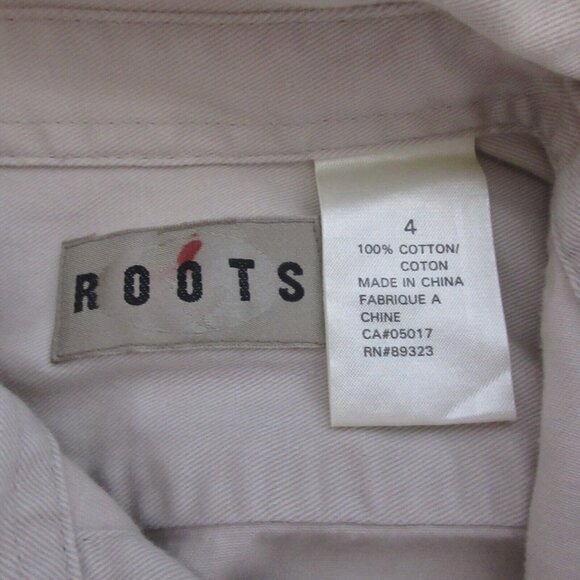 ROOTS
4
100% COTTON/
COTON
MADE IN CHINA
FABRIQUE A
CHINE
CA#05017
RN#89323